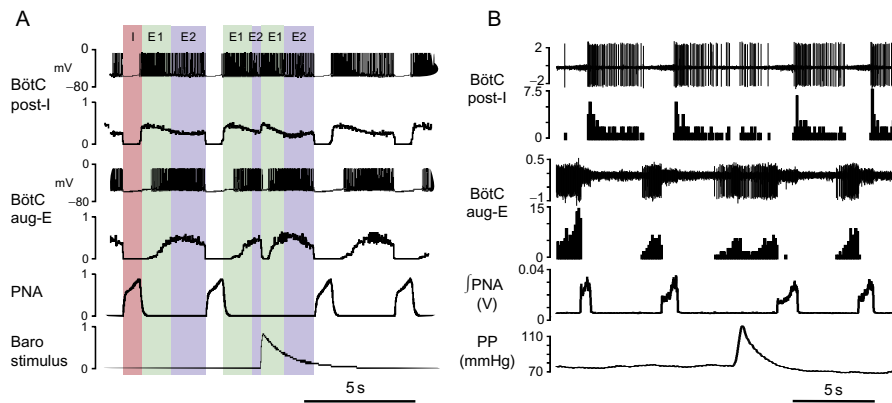 A
I E1 E2 E1 E2 E1 E2
0
mV
BötC
post-I
−80
1
0
0
mV
BötC
aug-E
−80
1
0
1
PNA
0
1
Baro
stimulus
0
5 s
B
2
BötC
post-I
−2
7.5
0
0.5
BötC
aug-E
−1
15
0
0.04
∫PNA
(V)
0
110
PP
(mmHg)
70
5 s